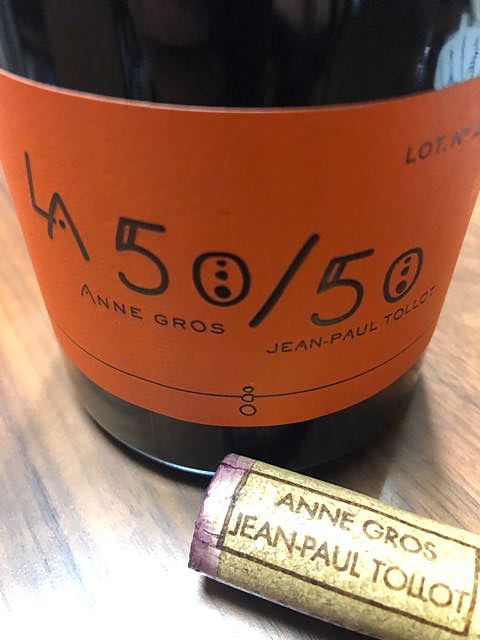 LOT. N°
LA 50/50
ANNE GROS
JEAN-PAUL TOLLOT
ANNE GROS
JEAN-PAUL TOLLOT